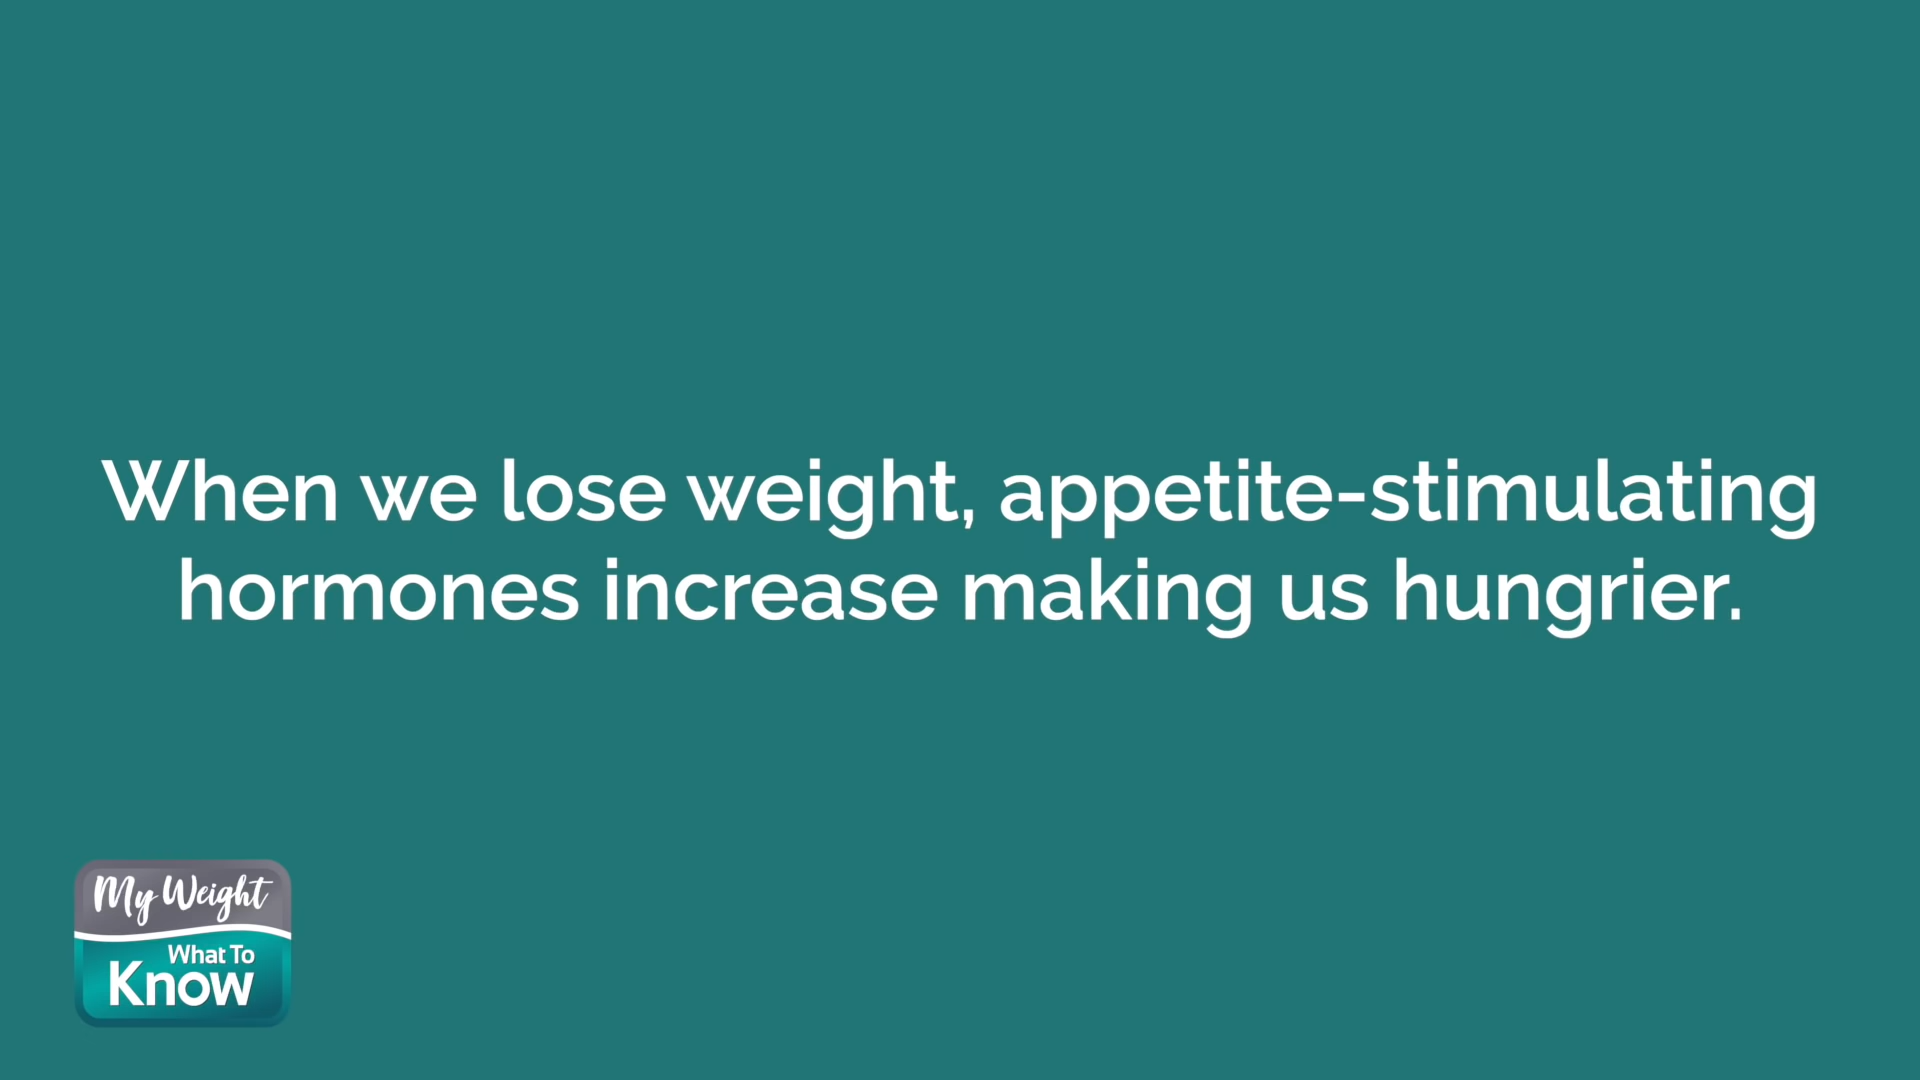 When we lose weight, appetite-stimulating
hormones increase making us hungrier.
My Weight
What To
Know